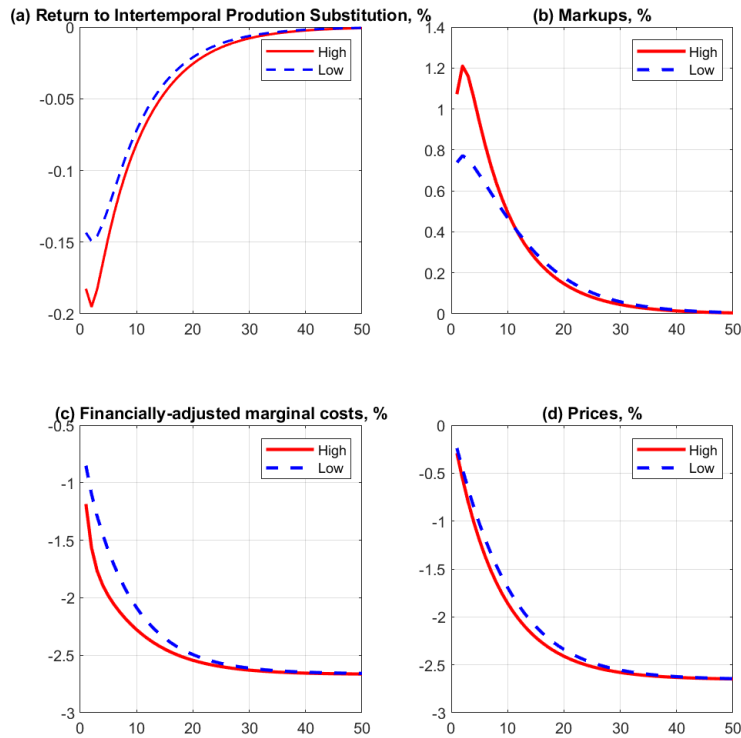 (a) Return to Intertemporal Prodution Substitution, %
0
-0.05
-0.1
-0.15
-0.2
0 10 20 30 40 50
High
Low
(b) Markups, %
1.4
1.2
1
0.8
0.6
0.4
0.2
0
0 10 20 30 40 50
High
Low
(c) Financially-adjusted marginal costs, %
-0.5
-1
-1.5
-2
-2.5
-3
0 10 20 30 40 50
High
Low
(d) Prices, %
0
-0.5
-1
-1.5
-2
-2.5
-3
0 10 20 30 40 50
High
Low